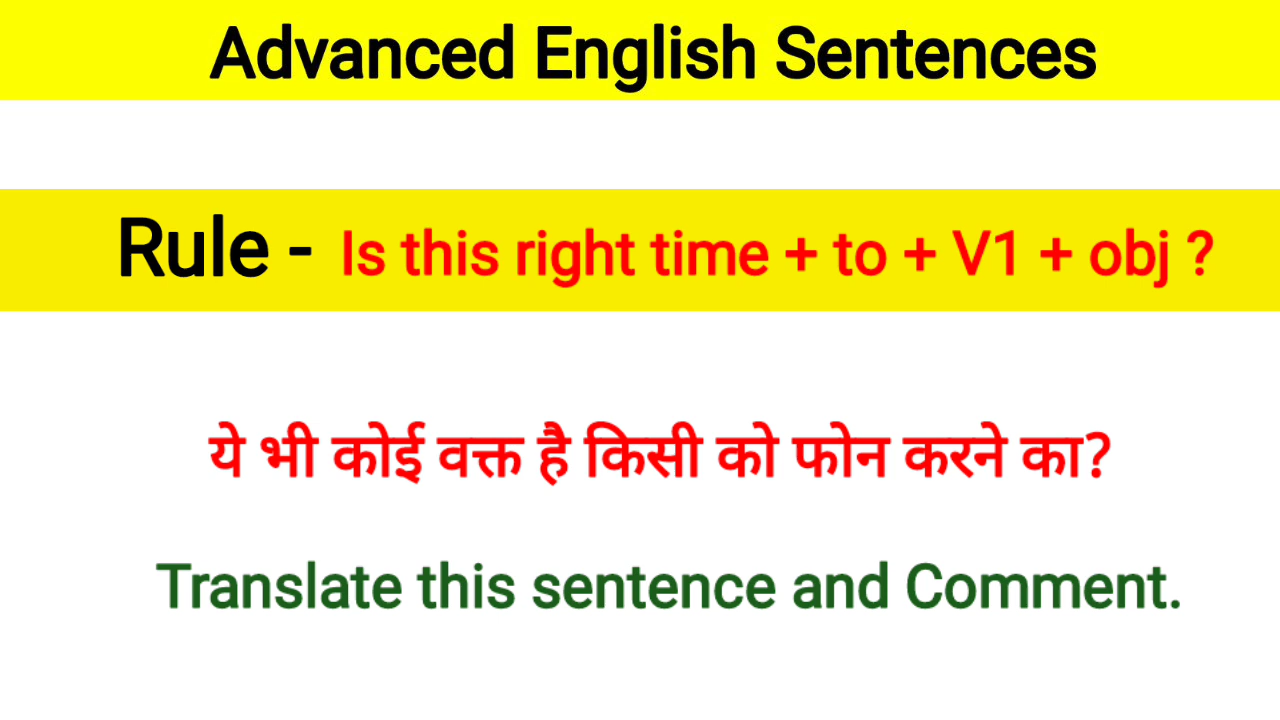 Advanced English Sentences
Rule - Is this right time + to + V1 + obj ?
ये भी कोई वक्त है किसी को फोन करने का?
Translate this sentence and Comment.